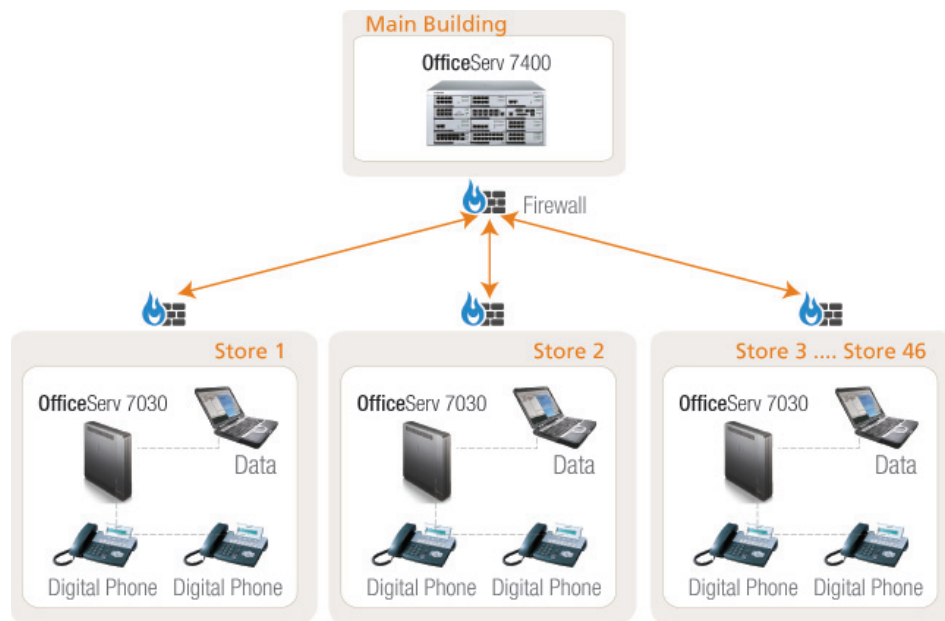 Main Building
OfficeServ 7400
Firewall
Store 1
OfficeServ 7030
Data
Digital Phone Digital Phone
Store 2
OfficeServ 7030
Data
Digital Phone Digital Phone
Store 3 .... Store 46
OfficeServ 7030
Data
Digital Phone Digital Phone